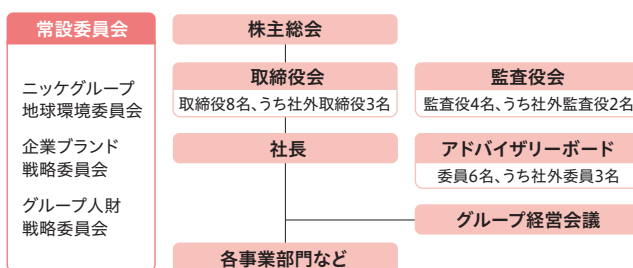 常設委員会
ニッケグループ
地球環境委員会
企業ブランド
戦略委員会
グループ人財
戦略委員会
株主総会
取締役会
取締役8名、うち社外取締役3名
監査役会
監査役4名、うち社外監査役2名
社長
アドバイザリーボード
委員6名、うち社外委員3名
グループ経営会議
各事業部門など